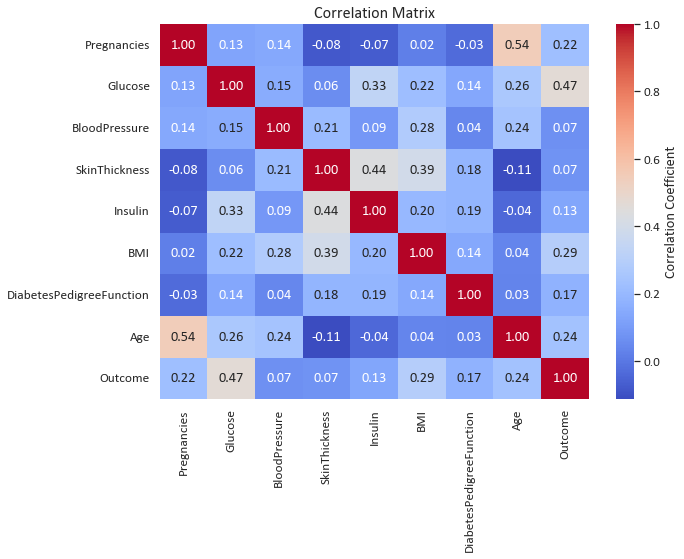 Correlation Matrix
Pregnancies 1.00 0.13 0.14 -0.08 -0.07 0.02 -0.03 0.54 0.22
Glucose 0.13 1.00 0.15 0.06 0.33 0.22 0.14 0.26 0.47
BloodPressure 0.14 0.15 1.00 0.21 0.09 0.28 0.04 0.24 0.07
SkinThickness -0.08 0.06 0.21 1.00 0.44 0.39 0.18 -0.11 0.07
Insulin -0.07 0.33 0.09 0.44 1.00 0.20 0.19 -0.04 0.13
BMI 0.02 0.22 0.28 0.39 0.20 1.00 0.14 0.04 0.29
DiabetesPedigreeFunction -0.03 0.14 0.04 0.18 0.19 0.14 1.00 0.03 0.17
Age 0.54 0.26 0.24 -0.11 -0.04 0.04 0.03 1.00 0.24
Outcome 0.22 0.47 0.07 0.07 0.13 0.29 0.17 0.24 1.00
Pregnancies
Glucose
BloodPressure
SkinThickness
Insulin
BMI
DiabetesPedigreeFunction
Age
Outcome
1.0
0.8
0.6
0.4
0.2
0.0
Correlation Coefficient